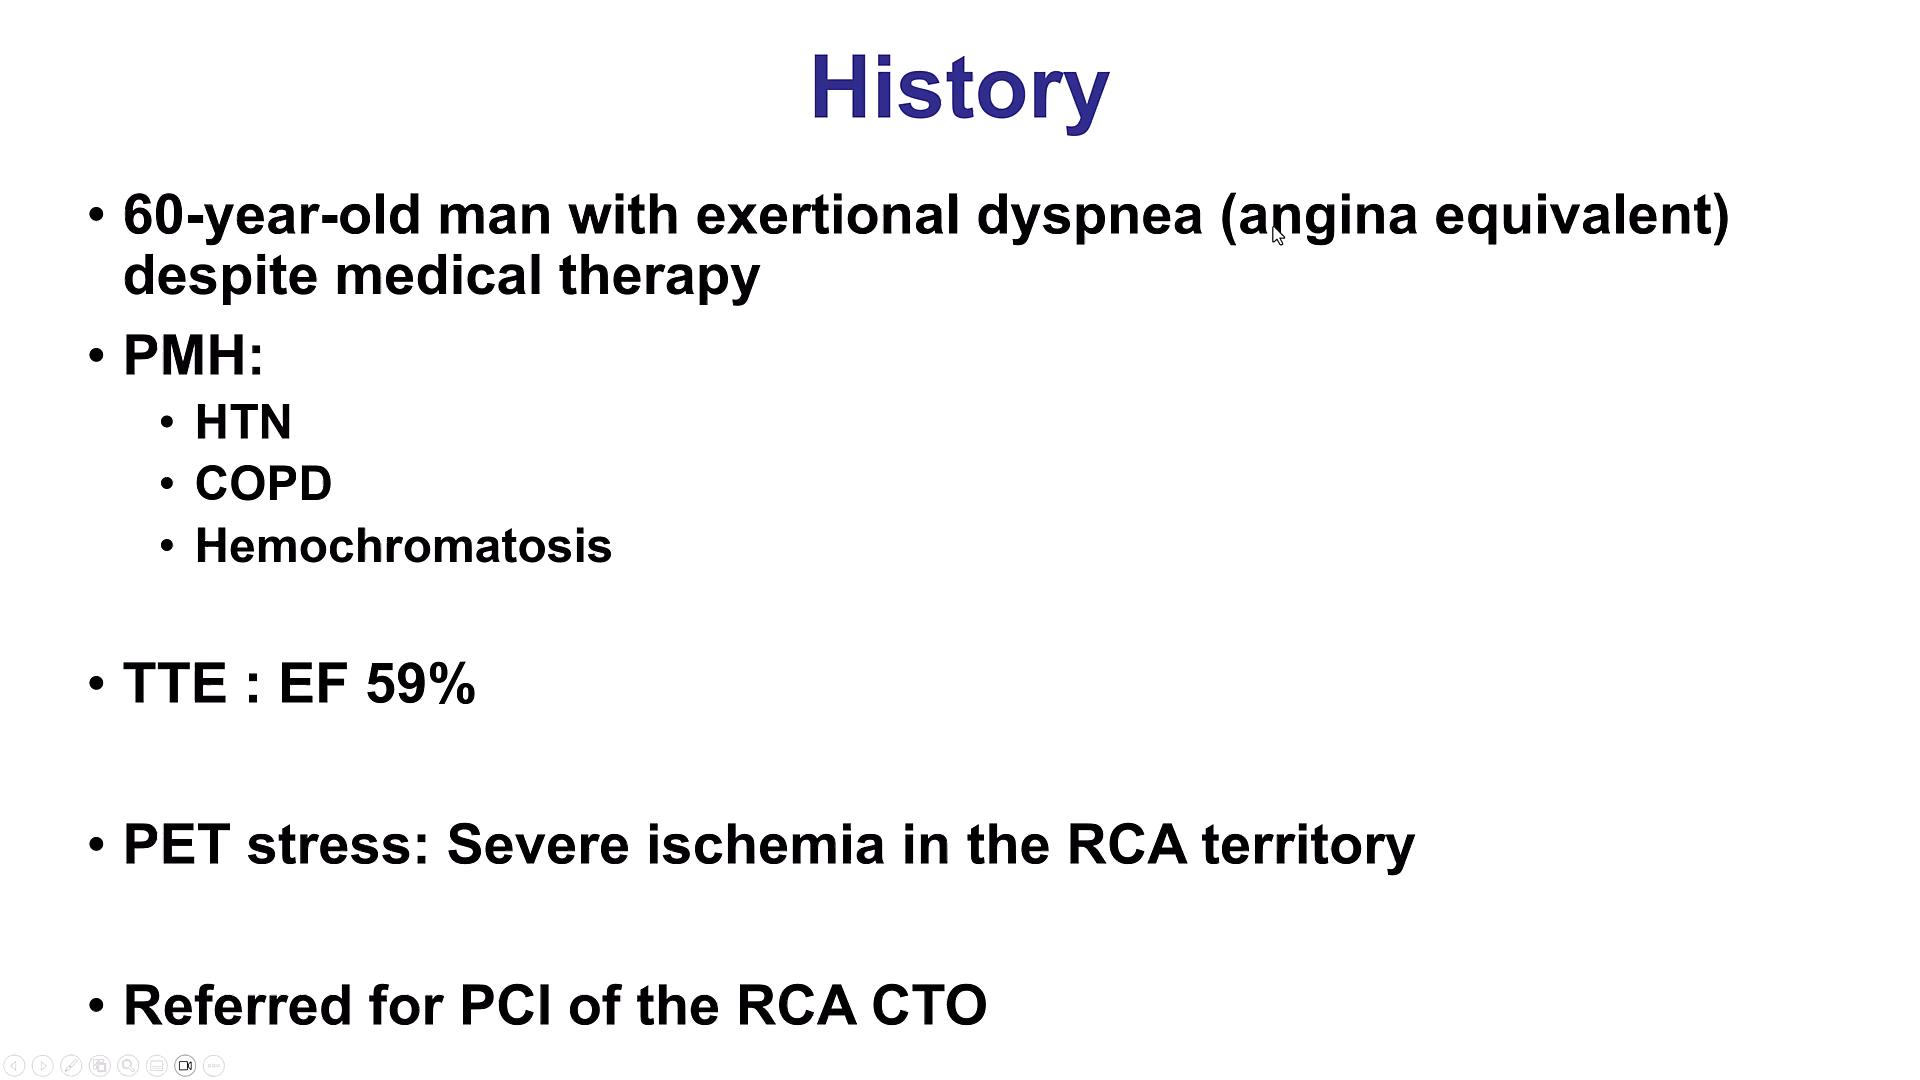 History
• 60-year-old man with exertional dyspnea (angina equivalent)
despite medical therapy
• PMH:
• HTN
• COPD
• Hemochromatosis
• TTE : EF 59%
• PET stress: Severe ischemia in the RCA territory
• Referred for PCI of the RCA CTO